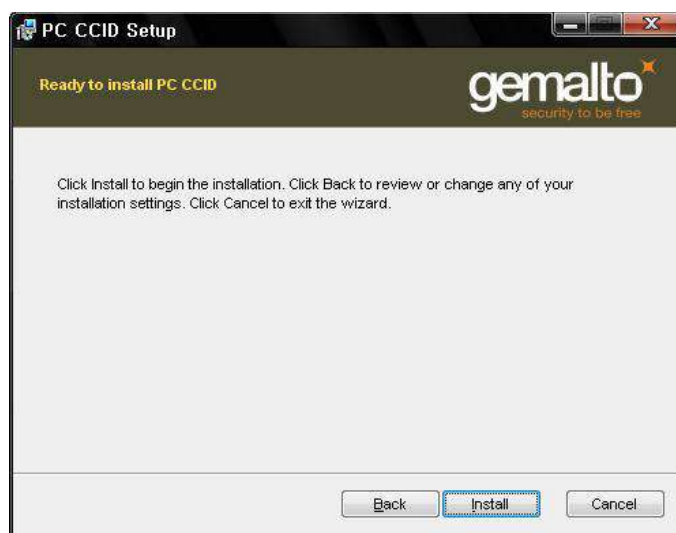 PC CCID Setup
Ready to install PC CCID
gemalto
security to be free
Click Install to begin the installation. Click Back to review or change any of your
installation settings. Click Cancel to exit the wizard.
Back
Install
Cancel